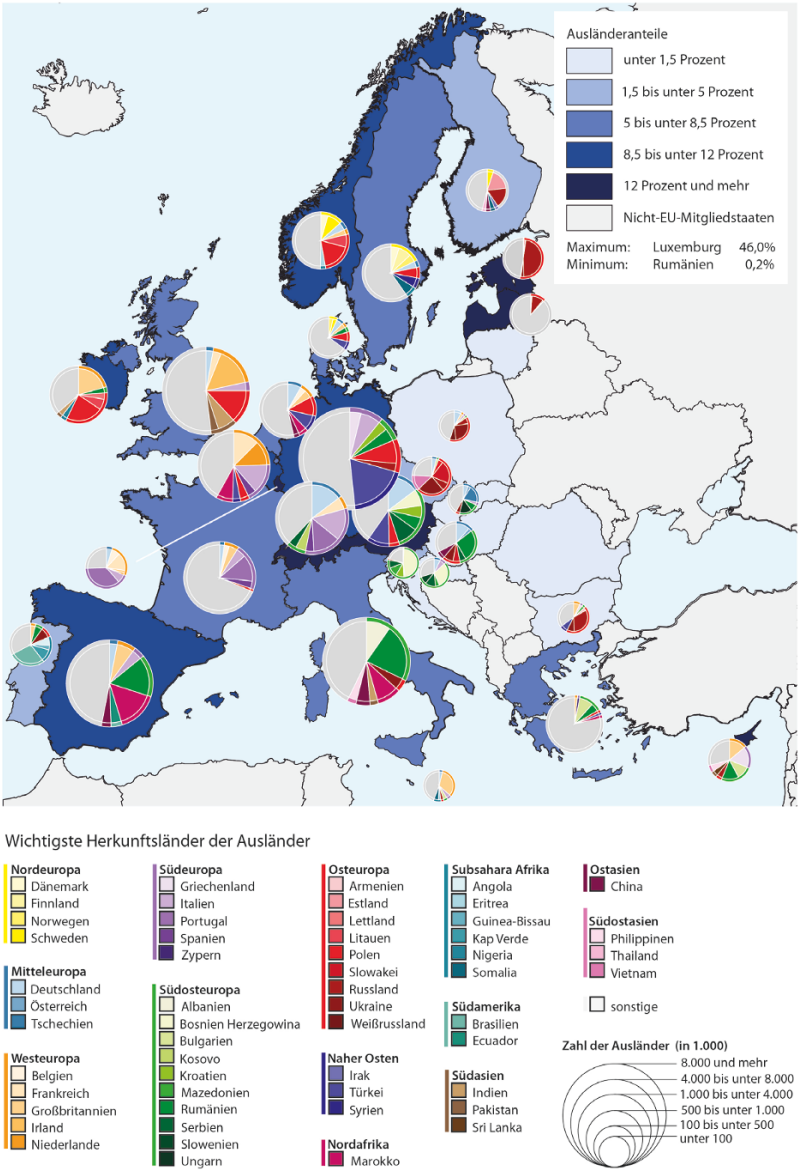 Ausländeranteile
unter 1,5 Prozent
1,5 bis unter 5 Prozent
5 bis unter 8,5 Prozent
8,5 bis unter 12 Prozent
12 Prozent und mehr
Nicht-EU-Mitgliedstaaten
Maximum: Luxemburg 46,0%
Minimum: Rumänien 0,2%
Wichtigste Herkunftsländer der Ausländer
Nordeuropa
Dänemark
Finnland
Norwegen
Schweden
Mitteleuropa
Deutschland
Österreich
Tschechien
Westeuropa
Belgien
Frankreich
Großbritannien
Irland
Niederlande
Südeuropa
Griechenland
Italien
Portugal
Spanien
Zypern
Südosteuropa
Albanien
Bosnien Herzegowina
Bulgarien
Kosovo
Kroatien
Mazedonien
Rumänien
Serbien
Slowenien
Ungarn
Osteuropa
Armenien
Estland
Lettland
Litauen
Polen
Slowakei
Russland
Ukraine
Weißrussland
Naher Osten
Irak
Türkei
Syrien
Nordafrika
Marokko
Subsahara Afrika
Angola
Eritrea
Guinea-Bissau
Kap Verde
Nigeria
Somalia
Südamerika
Brasilien
Ecuador
Südasien
Indien
Pakistan
Sri Lanka
Ostasien
China
Südostasien
Philippinen
Thailand
Vietnam
sonstige
Zahl der Ausländer (in 1.000)
8.000 und mehr
4.000 bis unter 8.000
1.000 bis unter 4.000
500 bis unter 1.000
100 bis unter 500
unter 100